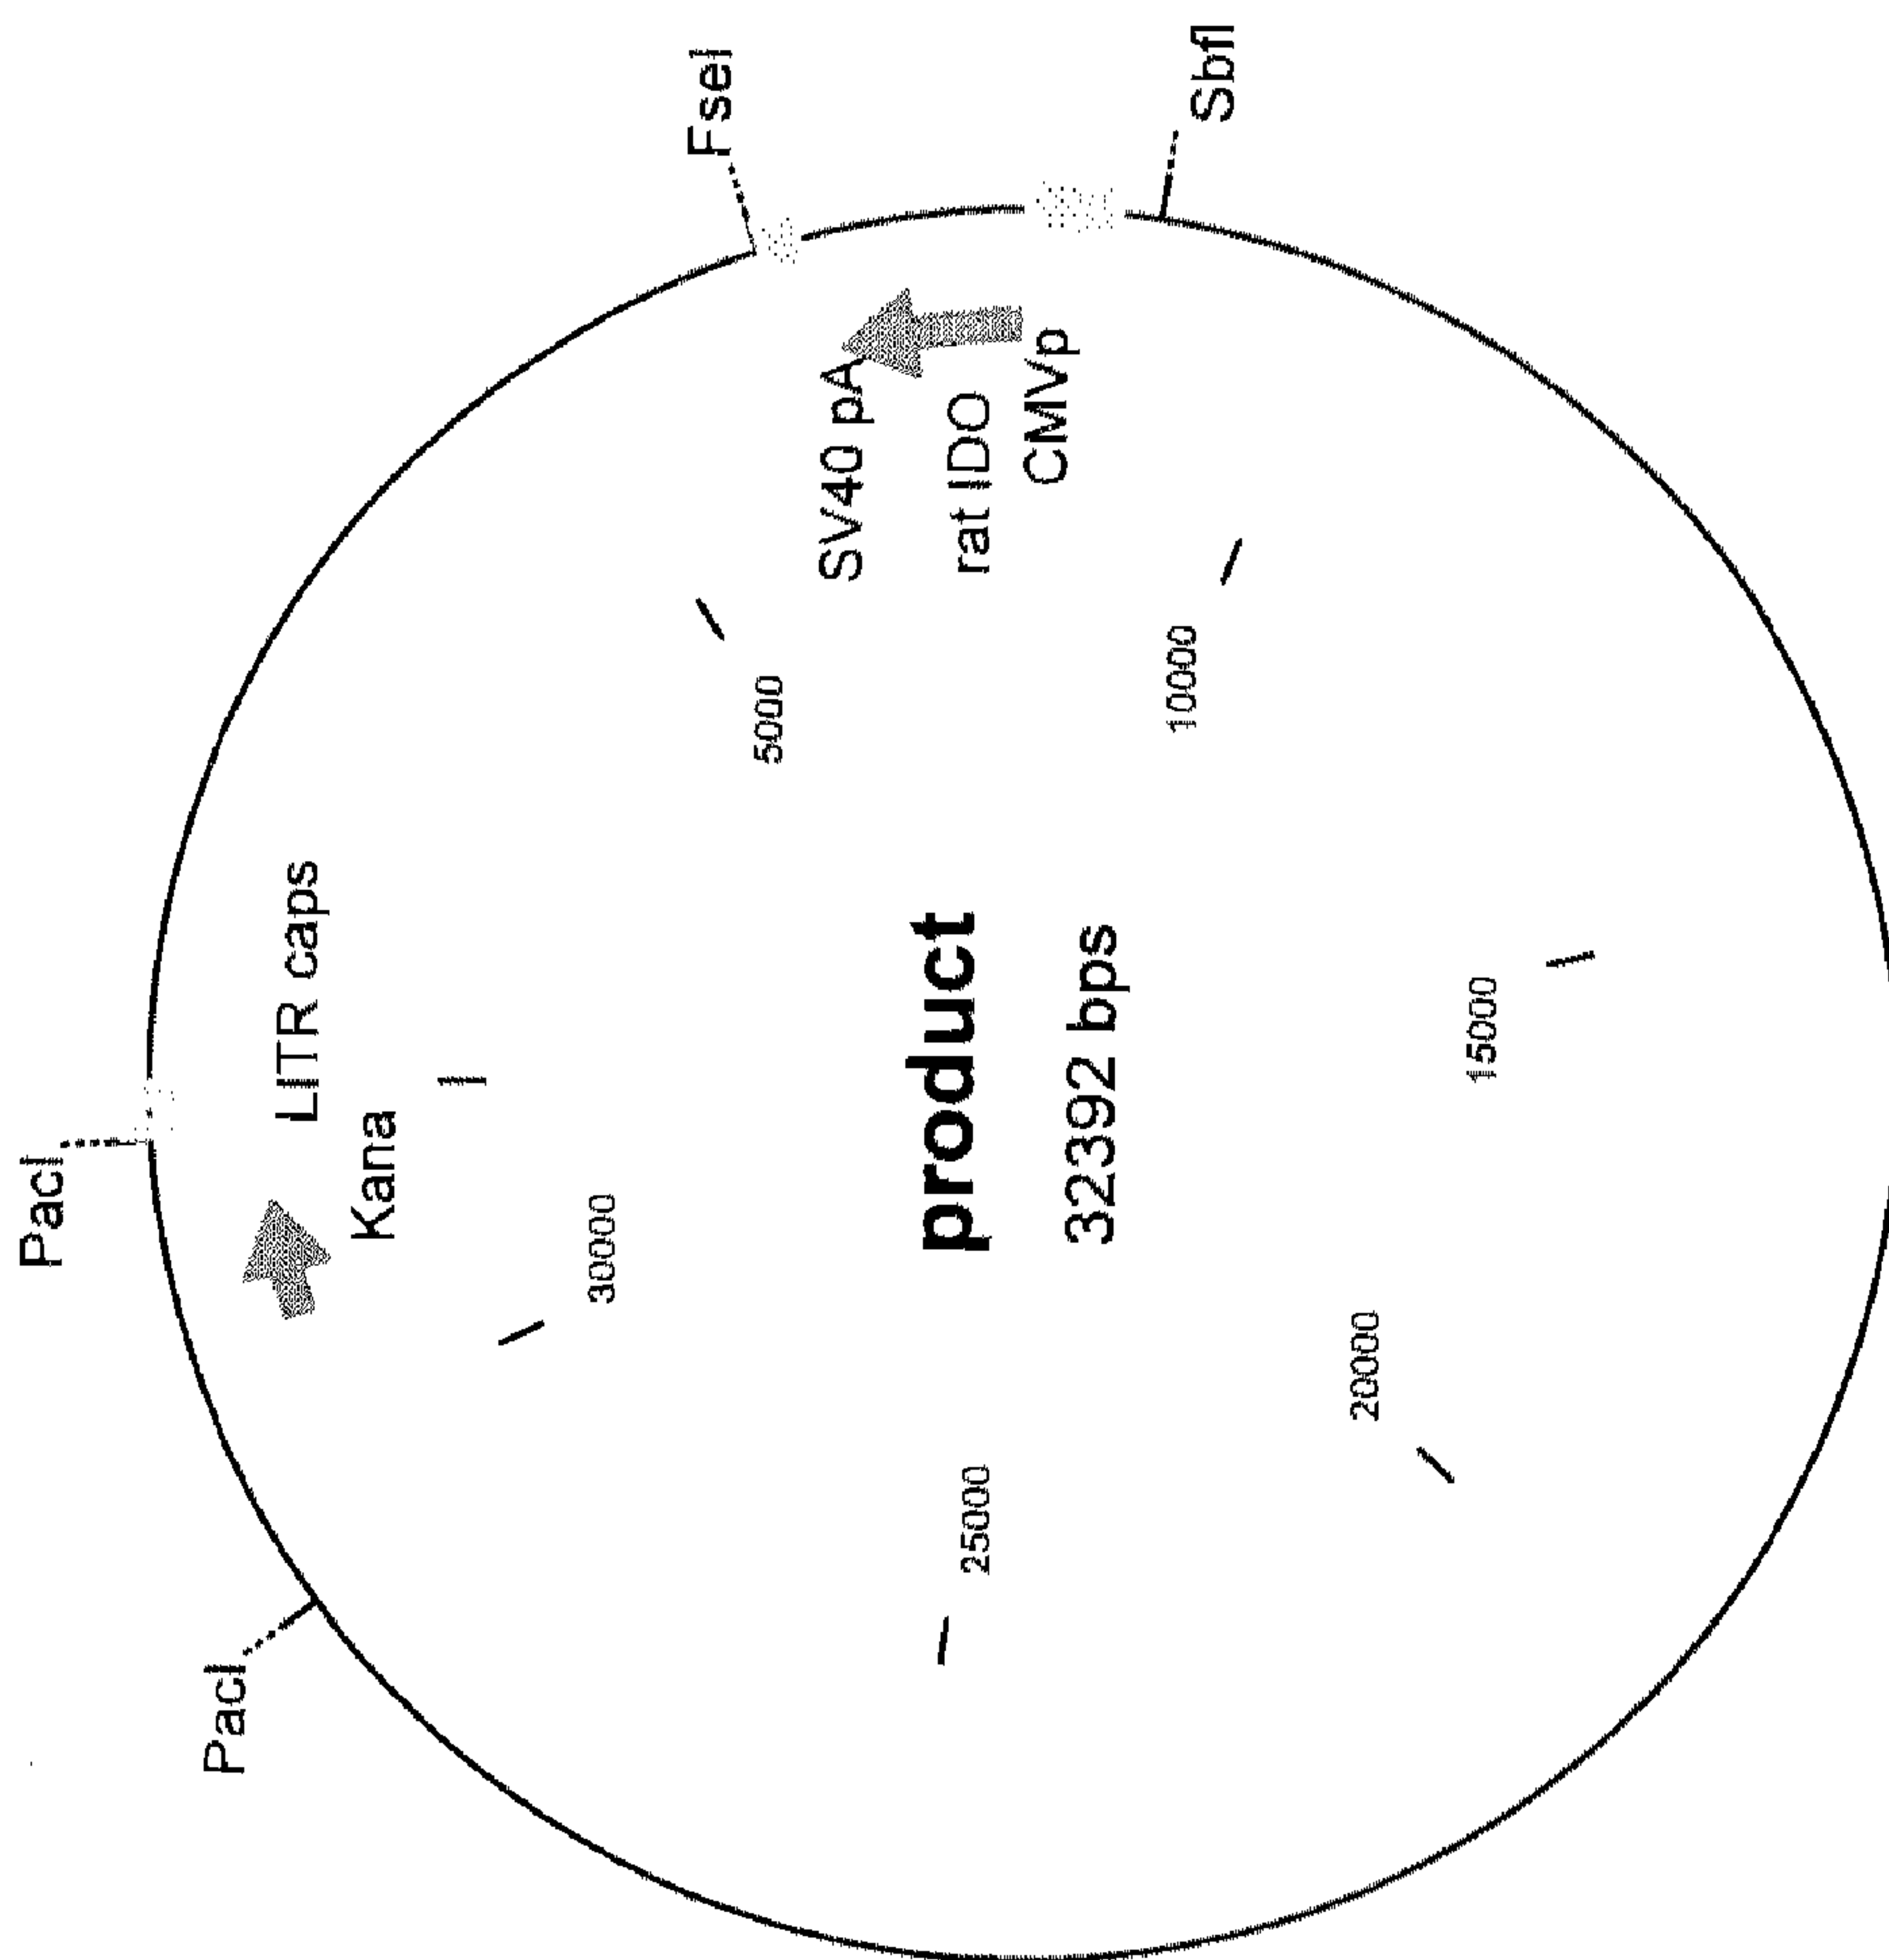 PacI
PacI
FseI
SbfI
LITR caps
Kana
1
5000
SV40 pA
rat IDO
CMVp
10000
15000
20000
25000
30000
product
32392 bps